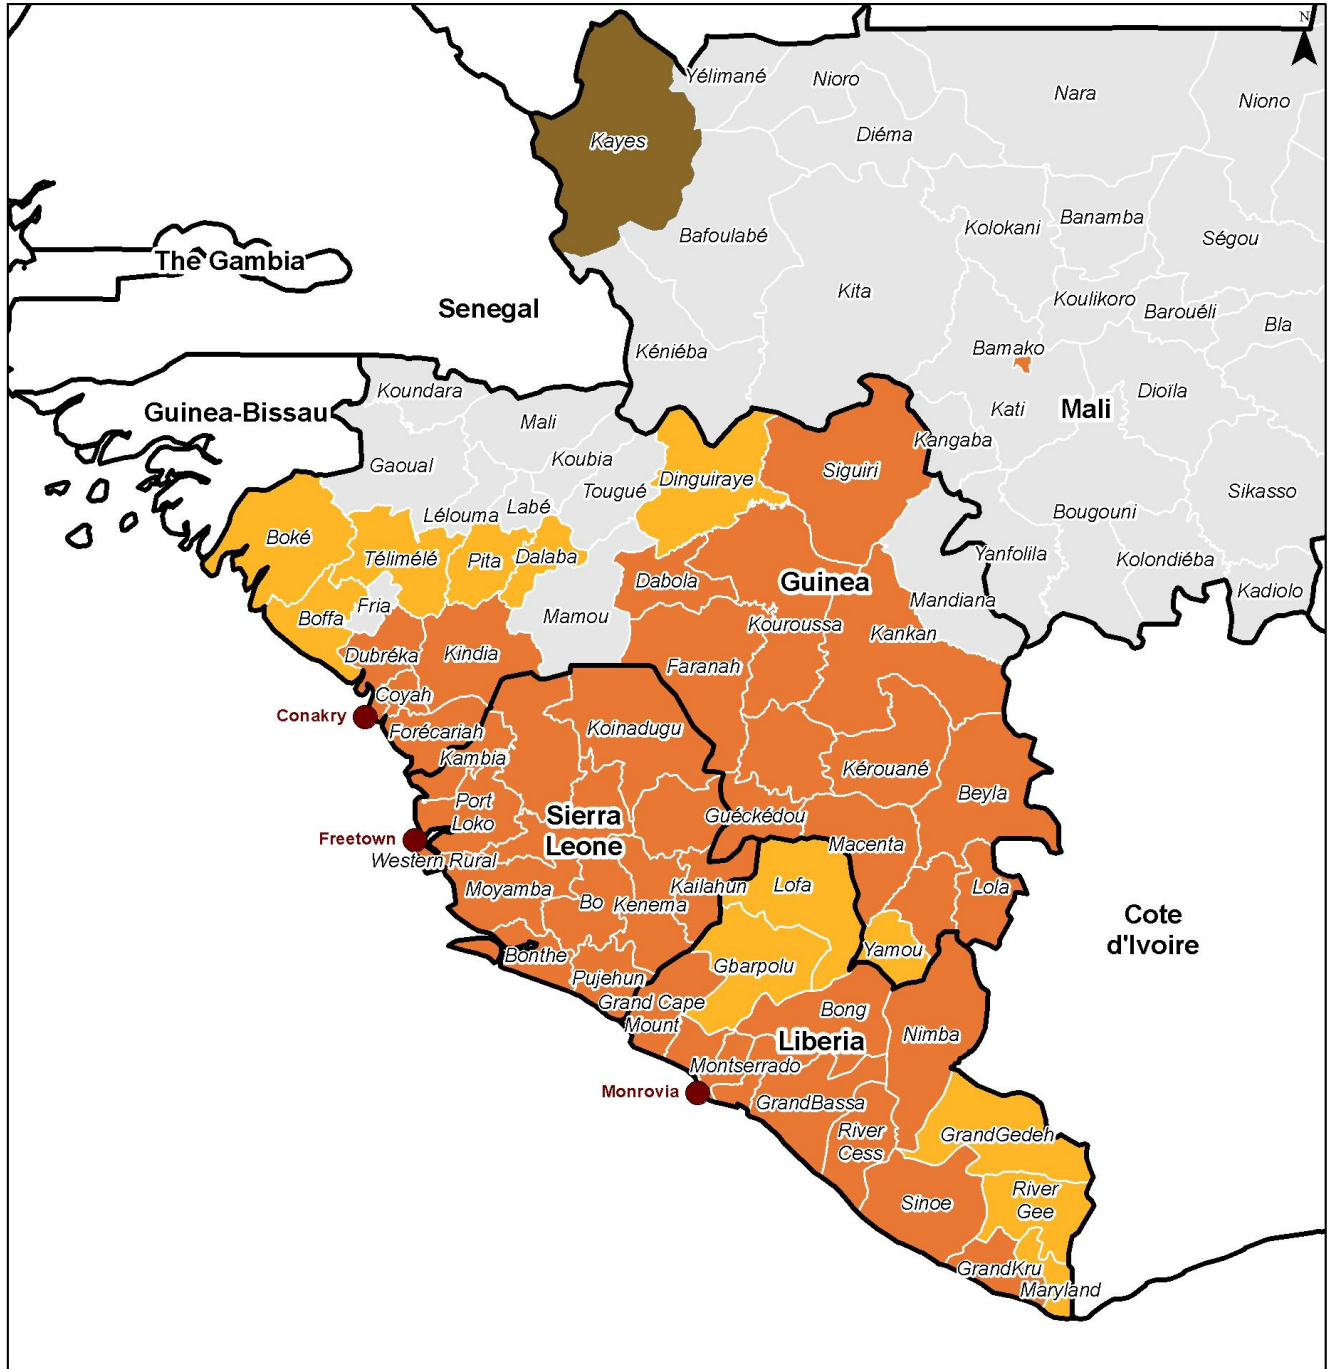 N
Yélimané
Nioro
Nara
Niono
Kayes
Diéma
Bafoulabé
Kolokani
Banamba
Ségou
The Gambia
Senegal
Kita
Koulikoro
Barouéli
Bla
Kéniéba
Bamako
Koundara
Dioïla
Guinea-Bissau
Mali
Kati
Mali
Kangaba
Gaoual
Koubia
Dinguiraye
Siguiri
Tougué
Sikasso
Lélouma
Labé
Bougouni
Boké
Télimélé
Pita
Dalaba
Yanfolila
Kolondiéba
Dabola
Guinea
Kadiolo
Fria
Mandiana
Boffa
Mamou
Kouroussa
Kankan
Dubréka
Kindia
Faranah
Coyah
Conakry
Forécariah
Koinadugu
Kambia
Kérouané
Beyla
Port
Loko
Sierra
Leone
Guéckédou
Freetown
Macenta
Western Rural
Moyamba
Kailahun
Lofa
Lola
Bo
Kenema
Cote
d'Ivoire
Bonthe
Yamou
Pujehun
Gbarpolu
Grand Cape
Mount
Bong
Liberia
Nimba
Montserrado
Monrovia
GrandBassa
River
Cess
GrandGedeh
River
Gee
Sinoe
GrandKru
Maryland